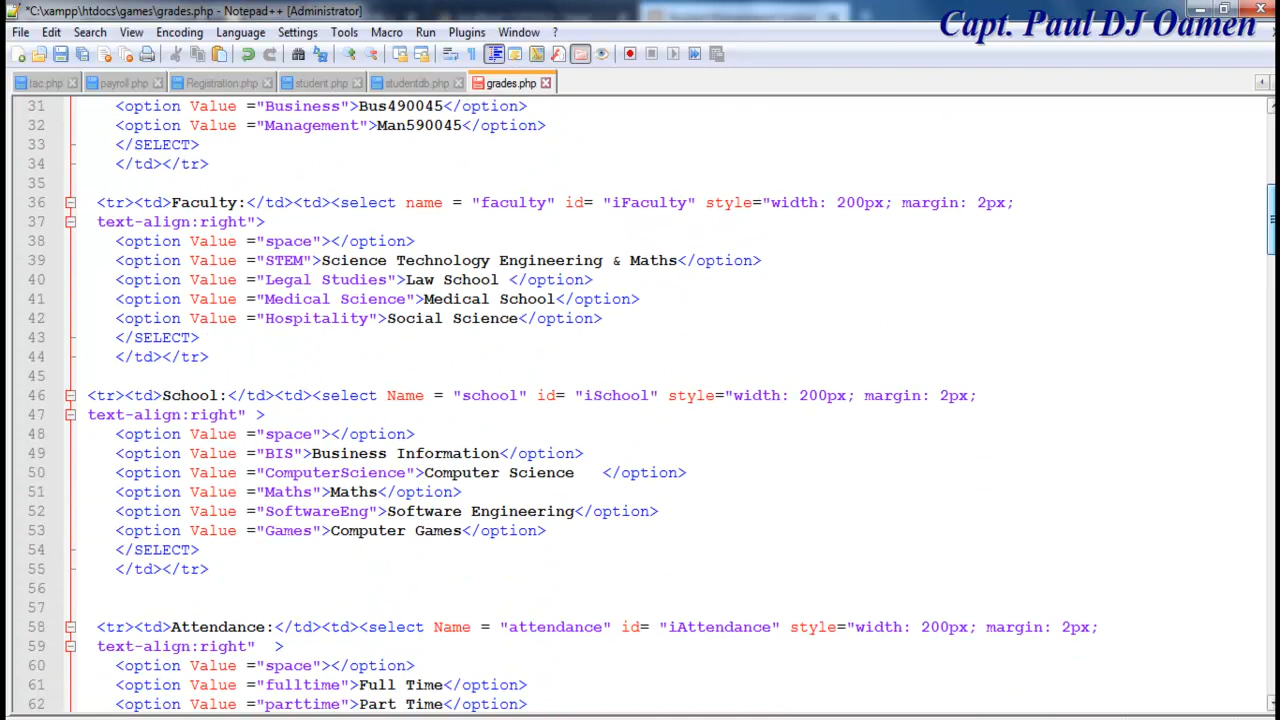 *C:\xampp\htdocs\games\grades.php - Notepad++ [Administrator]
Capt. Paul DJ Oamen
File Edit Search View Encoding Language Settings Tools Macro Run Plugins Window ?
tac.php payroll.php Registration.php student.php studentdb.php grades.php
31 <option Value ="Business">Bus490045</option>
32 <option Value ="Management">Man590045</option>
33 </SELECT>
34 </td></tr>
35
36 <tr><td>Faculty:</td><td><select name = "faculty" id= "iFaculty" style="width: 200px; margin: 2px;
37 text-align:right">
38 <option Value ="space"></option>
39 <option Value ="STEM">Science Technology Engineering & Maths</option>
40 <option Value ="Legal Studies">Law School </option>
41 <option Value ="Medical Science">Medical School</option>
42 <option Value ="Hospitality">Social Science</option>
43 </SELECT>
44 </td></tr>
45
46 <tr><td>School:</td><td><select Name = "school" id= "iSchool" style="width: 200px; margin: 2px;
47 text-align:right" >
48 <option Value ="space"></option>
49 <option Value ="BIS">Business Information</option>
50 <option Value ="ComputerScience">Computer Science   </option>
51 <option Value ="Maths">Maths</option>
52 <option Value ="SoftwareEng">Software Engineering</option>
53 <option Value ="Games">Computer Games</option>
54 </SELECT>
55 </td></tr>
56
57
58 <tr><td>Attendance:</td><td><select Name = "attendance" id= "iAttendance" style="width: 200px; margin: 2px;
59 text-align:right"  >
60 <option Value ="space"></option>
61 <option Value ="fulltime">Full Time</option>
62 <option Value ="parttime">Part Time</option>